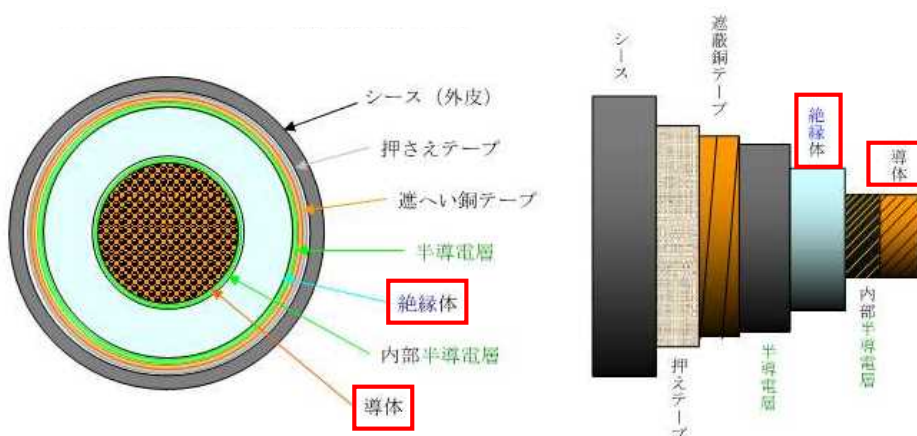 シース（外皮）
押さえテープ
遮へい銅テープ
半導電層
絶縁体
内部半導電層
導体
シース
遮蔽銅テープ
絶縁体
導体
押えテープ
半導電層
内部半導電層